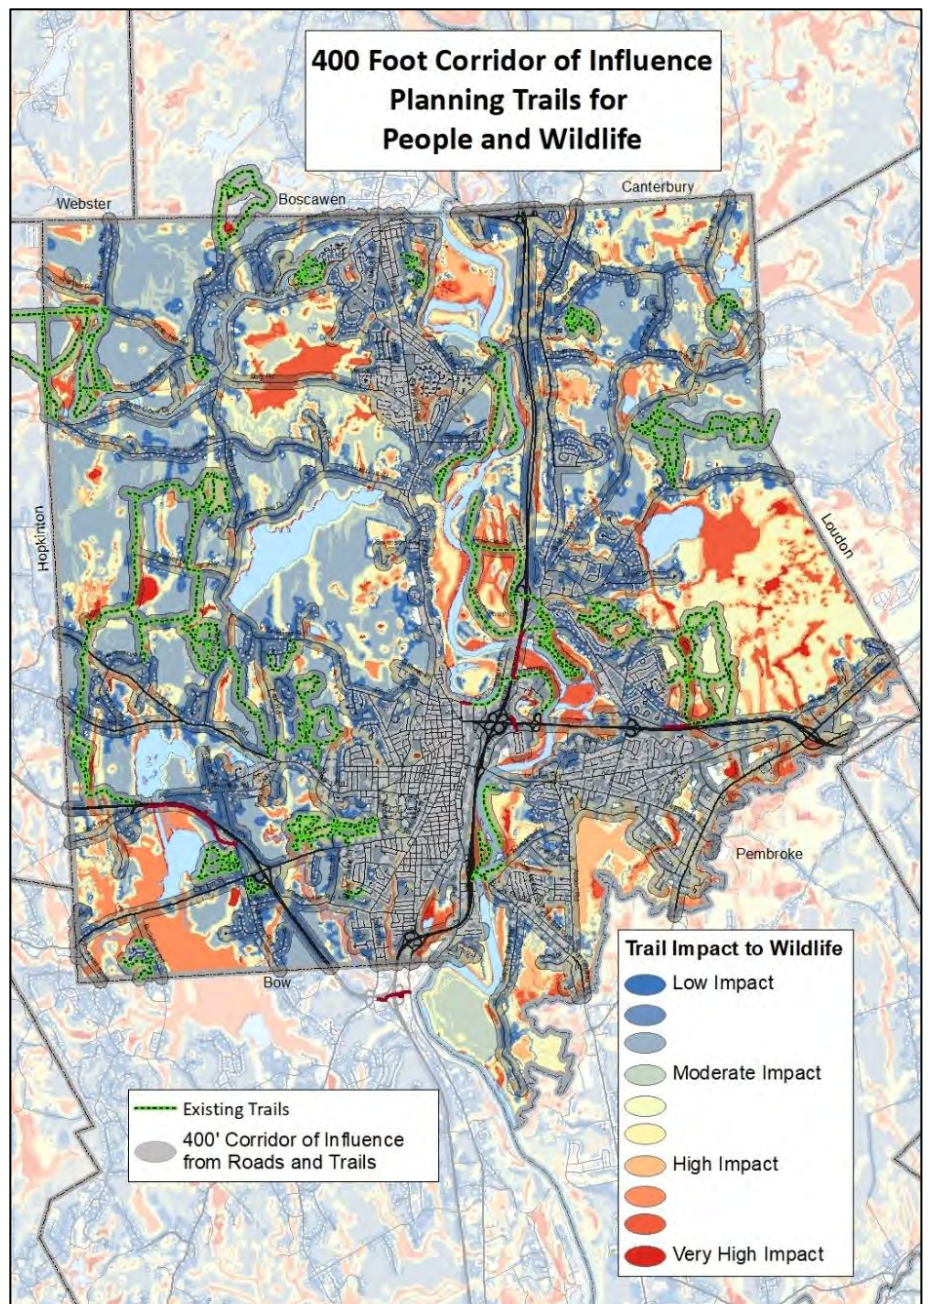 400 Foot Corridor of Influence
Planning Trails for
People and Wildlife
Webster
Boscawen
Canterbury
Hopkinton
Loudon
Pembroke
Bow
Trail Impact to Wildlife
Low Impact
Moderate Impact
High Impact
Very High Impact
Existing Trails
400' Corridor of Influence
from Roads and Trails